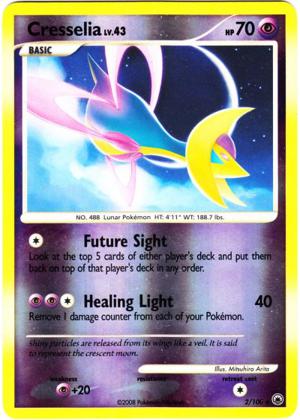 Cresselia LV.43 HP 70
BASIC
NO. 488 Lunar Pokémon HT: 4'11" WT: 188.7 lbs.
Future Sight
Look at the top 5 cards of either player's deck and put them
back on top of that player's deck in any order.
Healing Light 40
Remove 1 damage counter from each of your Pokémon.
Shiny particles are released from its wings like a veil. It is said
to represent the crescent moon.
Illus. Mitsuhiro Arita
weakness resistance retreat cost
+20
2/100
©2008 Pokémon/Nintendo